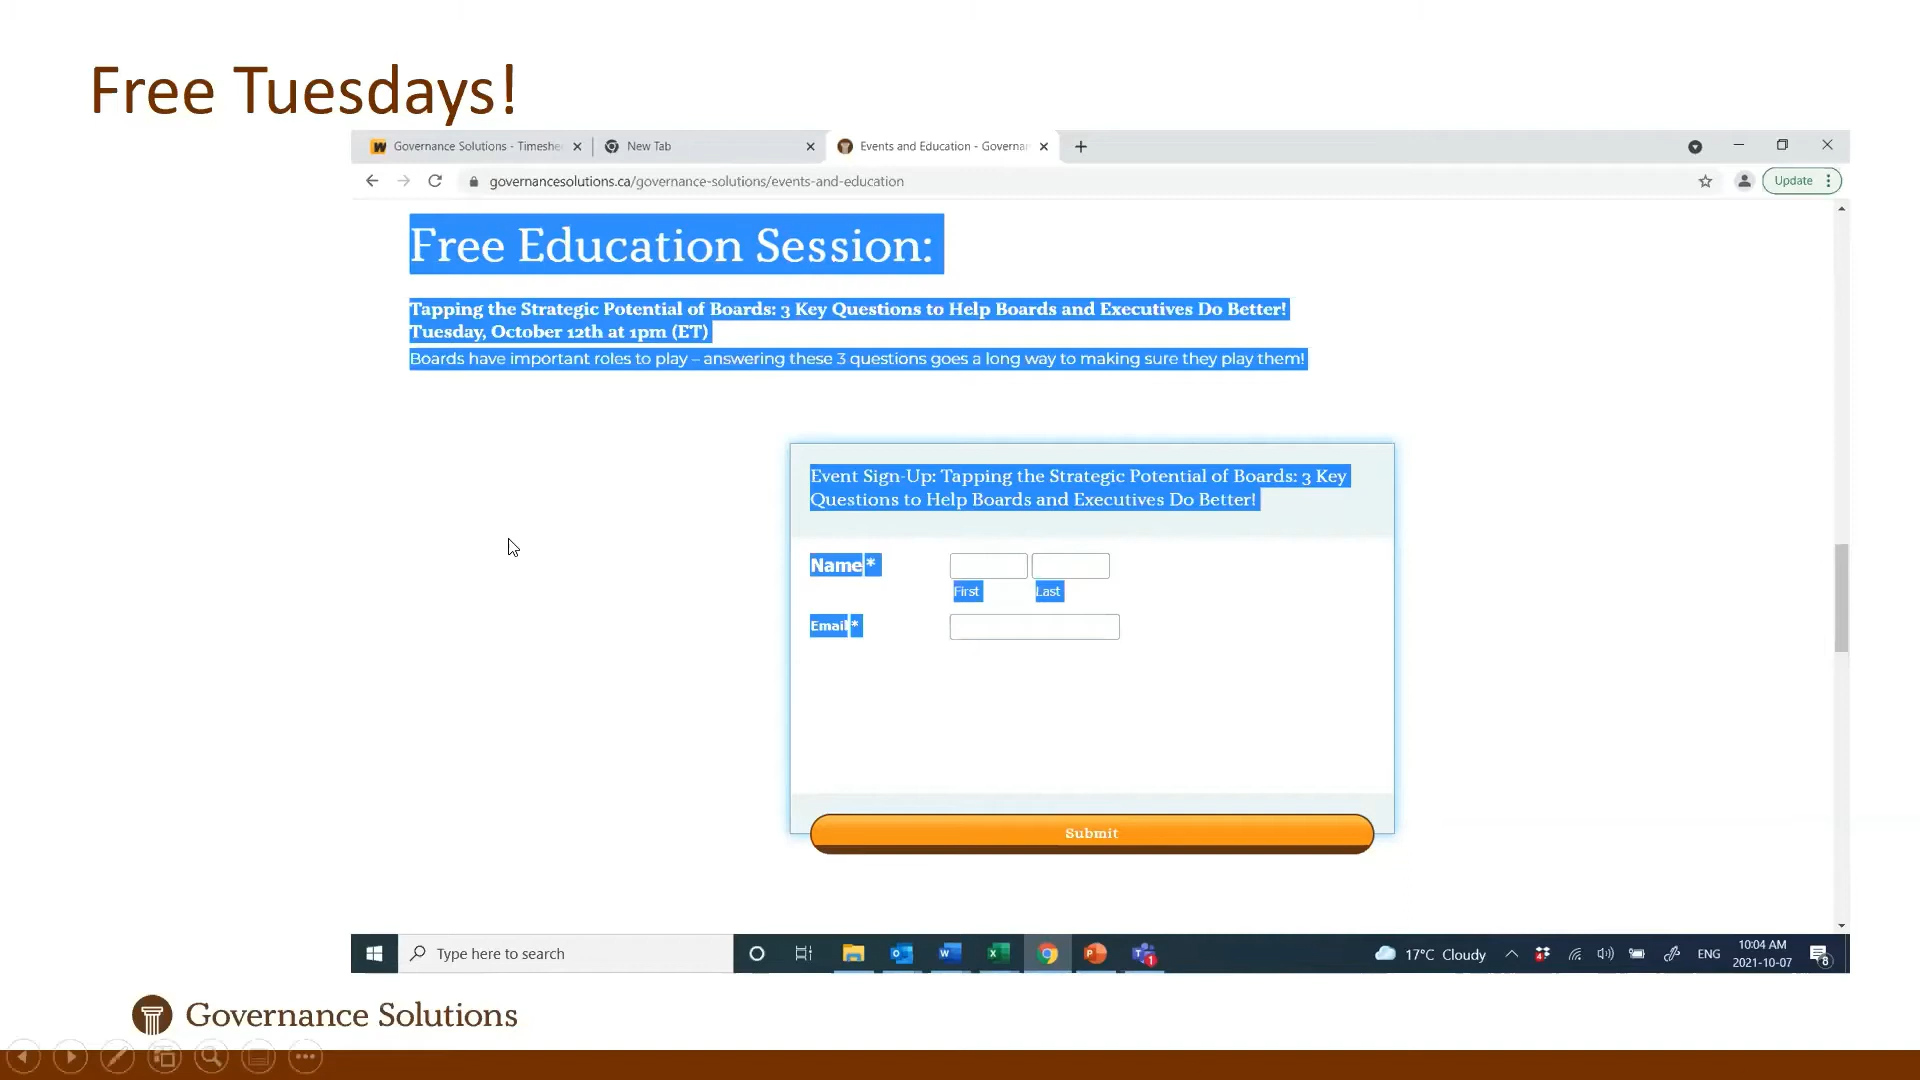 Free Tuesdays!
Governance Solutions - Timeshe
New Tab
Events and Education - Governan
governancesolutions.ca/governance-solutions/events-and-education
Update
Free Education Session:
Tapping the Strategic Potential of Boards: 3 Key Questions to Help Boards and Executives Do Better!
Tuesday, October 12th at 1pm (ET)
Boards have important roles to play – answering these 3 questions goes a long way to making sure they play them!
Event Sign-Up: Tapping the Strategic Potential of Boards: 3 Key
Questions to Help Boards and Executives Do Better!
Name*
First Last
Email*
Submit
Type here to search
17°C Cloudy
ENG
10:04 AM
2021-10-07
8
Governance Solutions